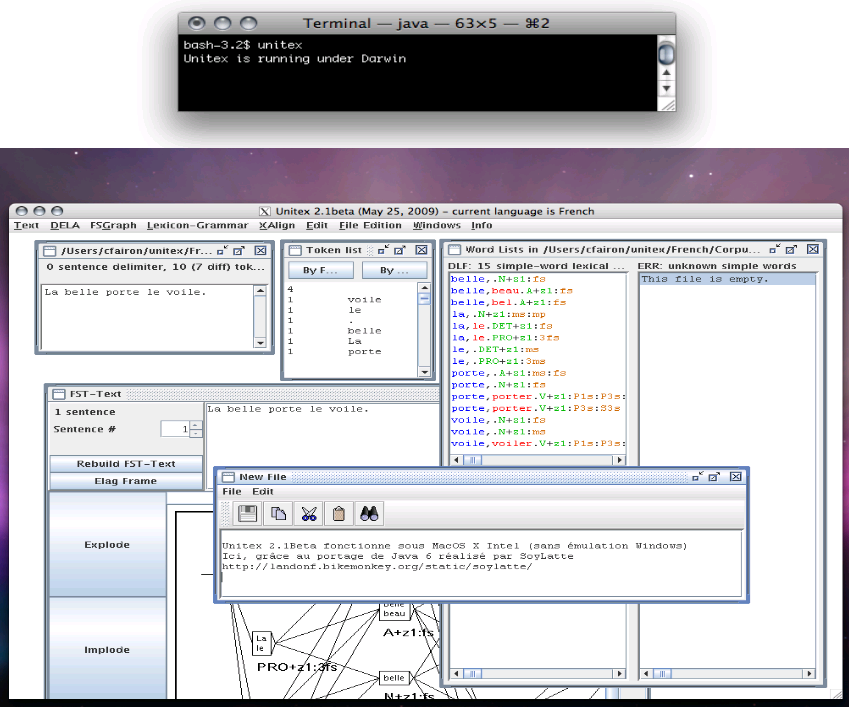 Terminal — java — 63×5 — ⌘2
bash-3.2$ unitex
Unitex is running under Darwin
Unitex 2.1beta (May 25, 2009) - current language is French
Text DELA FSGraph Lexicon-Grammar XAlign Edit File Edition Windows Info
/Users/cfairon/unitex/Fr...
0 sentence delimiter, 10 (7 diff) tok...
La belle porte le voile.
Token list
By F... By ...
4
1 voile
1 le
1 .
1 belle
1 La
1 porte
Word Lists in /Users/cfairon/unitex/French/Corpu...
DLF: 15 simple-word lexical ...
belle,.N+z1:fs
belle,beau.A+z1:fs
belle,bel.A+z1:fs
la,.N+z1:ms:mp
la,le.DET+z1:fs
la,le.PRO+z1:3fs
le,.DET+z1:ms
le,.PRO+z1:3ms
porte,.A+z1:ms:fs
porte,.N+z1:fs
porte,porter.V+z1:P1s:P3s:
porte,porter.V+z1:P3s:S3s
voile,.N+z1:fs
voile,.N+z1:ms
voile,voiler.V+z1:P1s:P3s:
ERR: unknown simple words
This file is empty.
FST-Text
1 sentence
Sentence # 1
La belle porte le voile.
Rebuild FST-Text
Elag Frame
Explode
Implode
New File
File Edit
Unitex 2.1Beta fonctionne sous MacOS X Intel (sans émulation Windows)
Ici, grâce au portage de Java 6 réalisé par SoyLatte
http://landonf.bikemonkey.org/static/soylatte/
belle
beau
A+z1:fs
La
le
PRO+z1:3fs
belle
N+z1:fs